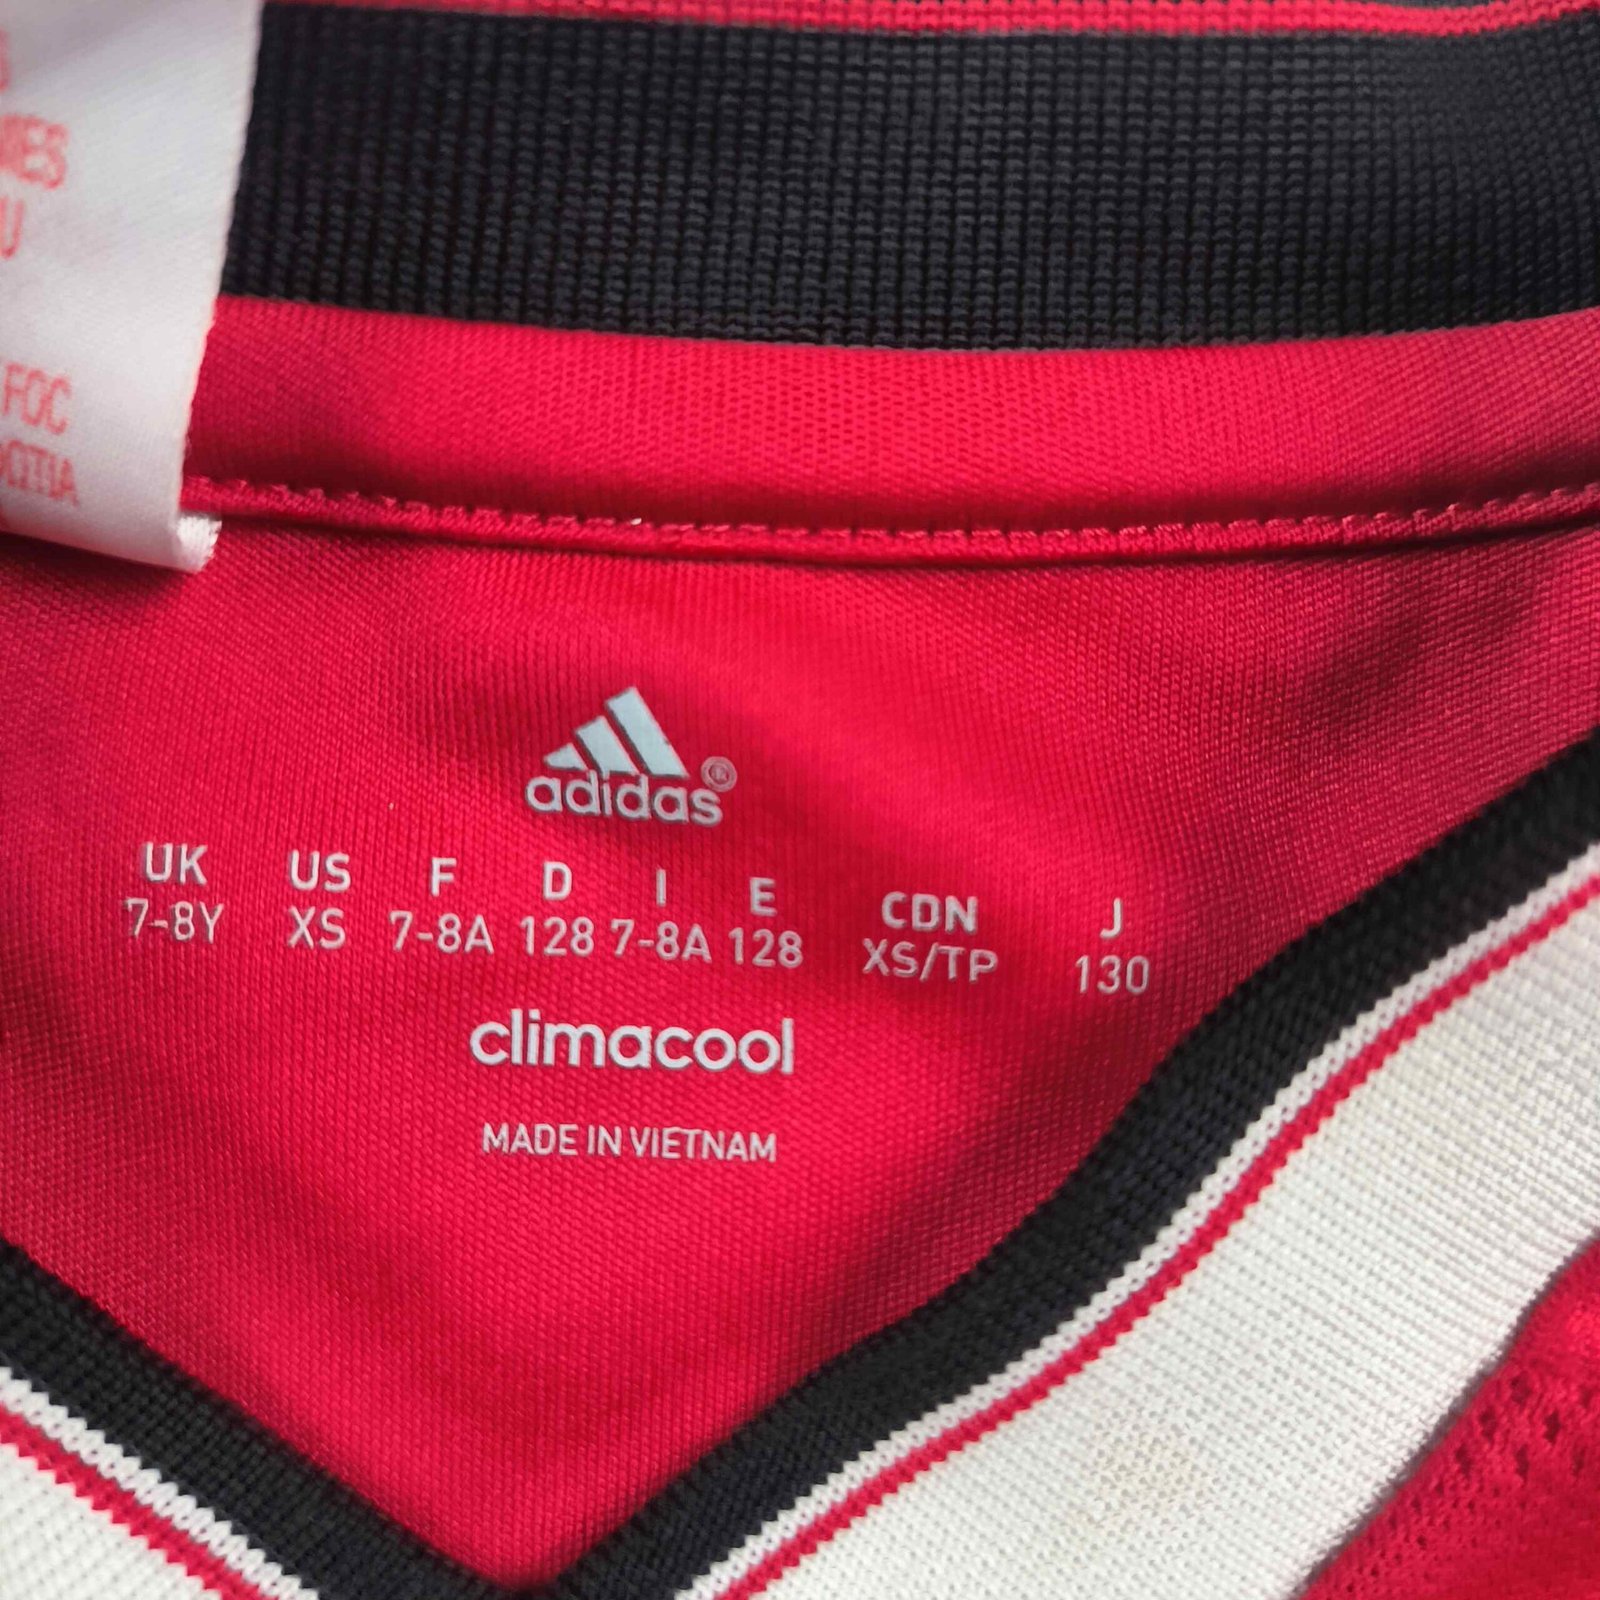 FOC
adidas®
UK US F D I E CDN J
7-8Y XS 7-8A 128 7-8A 128 XS/TP 130
climacool
MADE IN VIETNAM